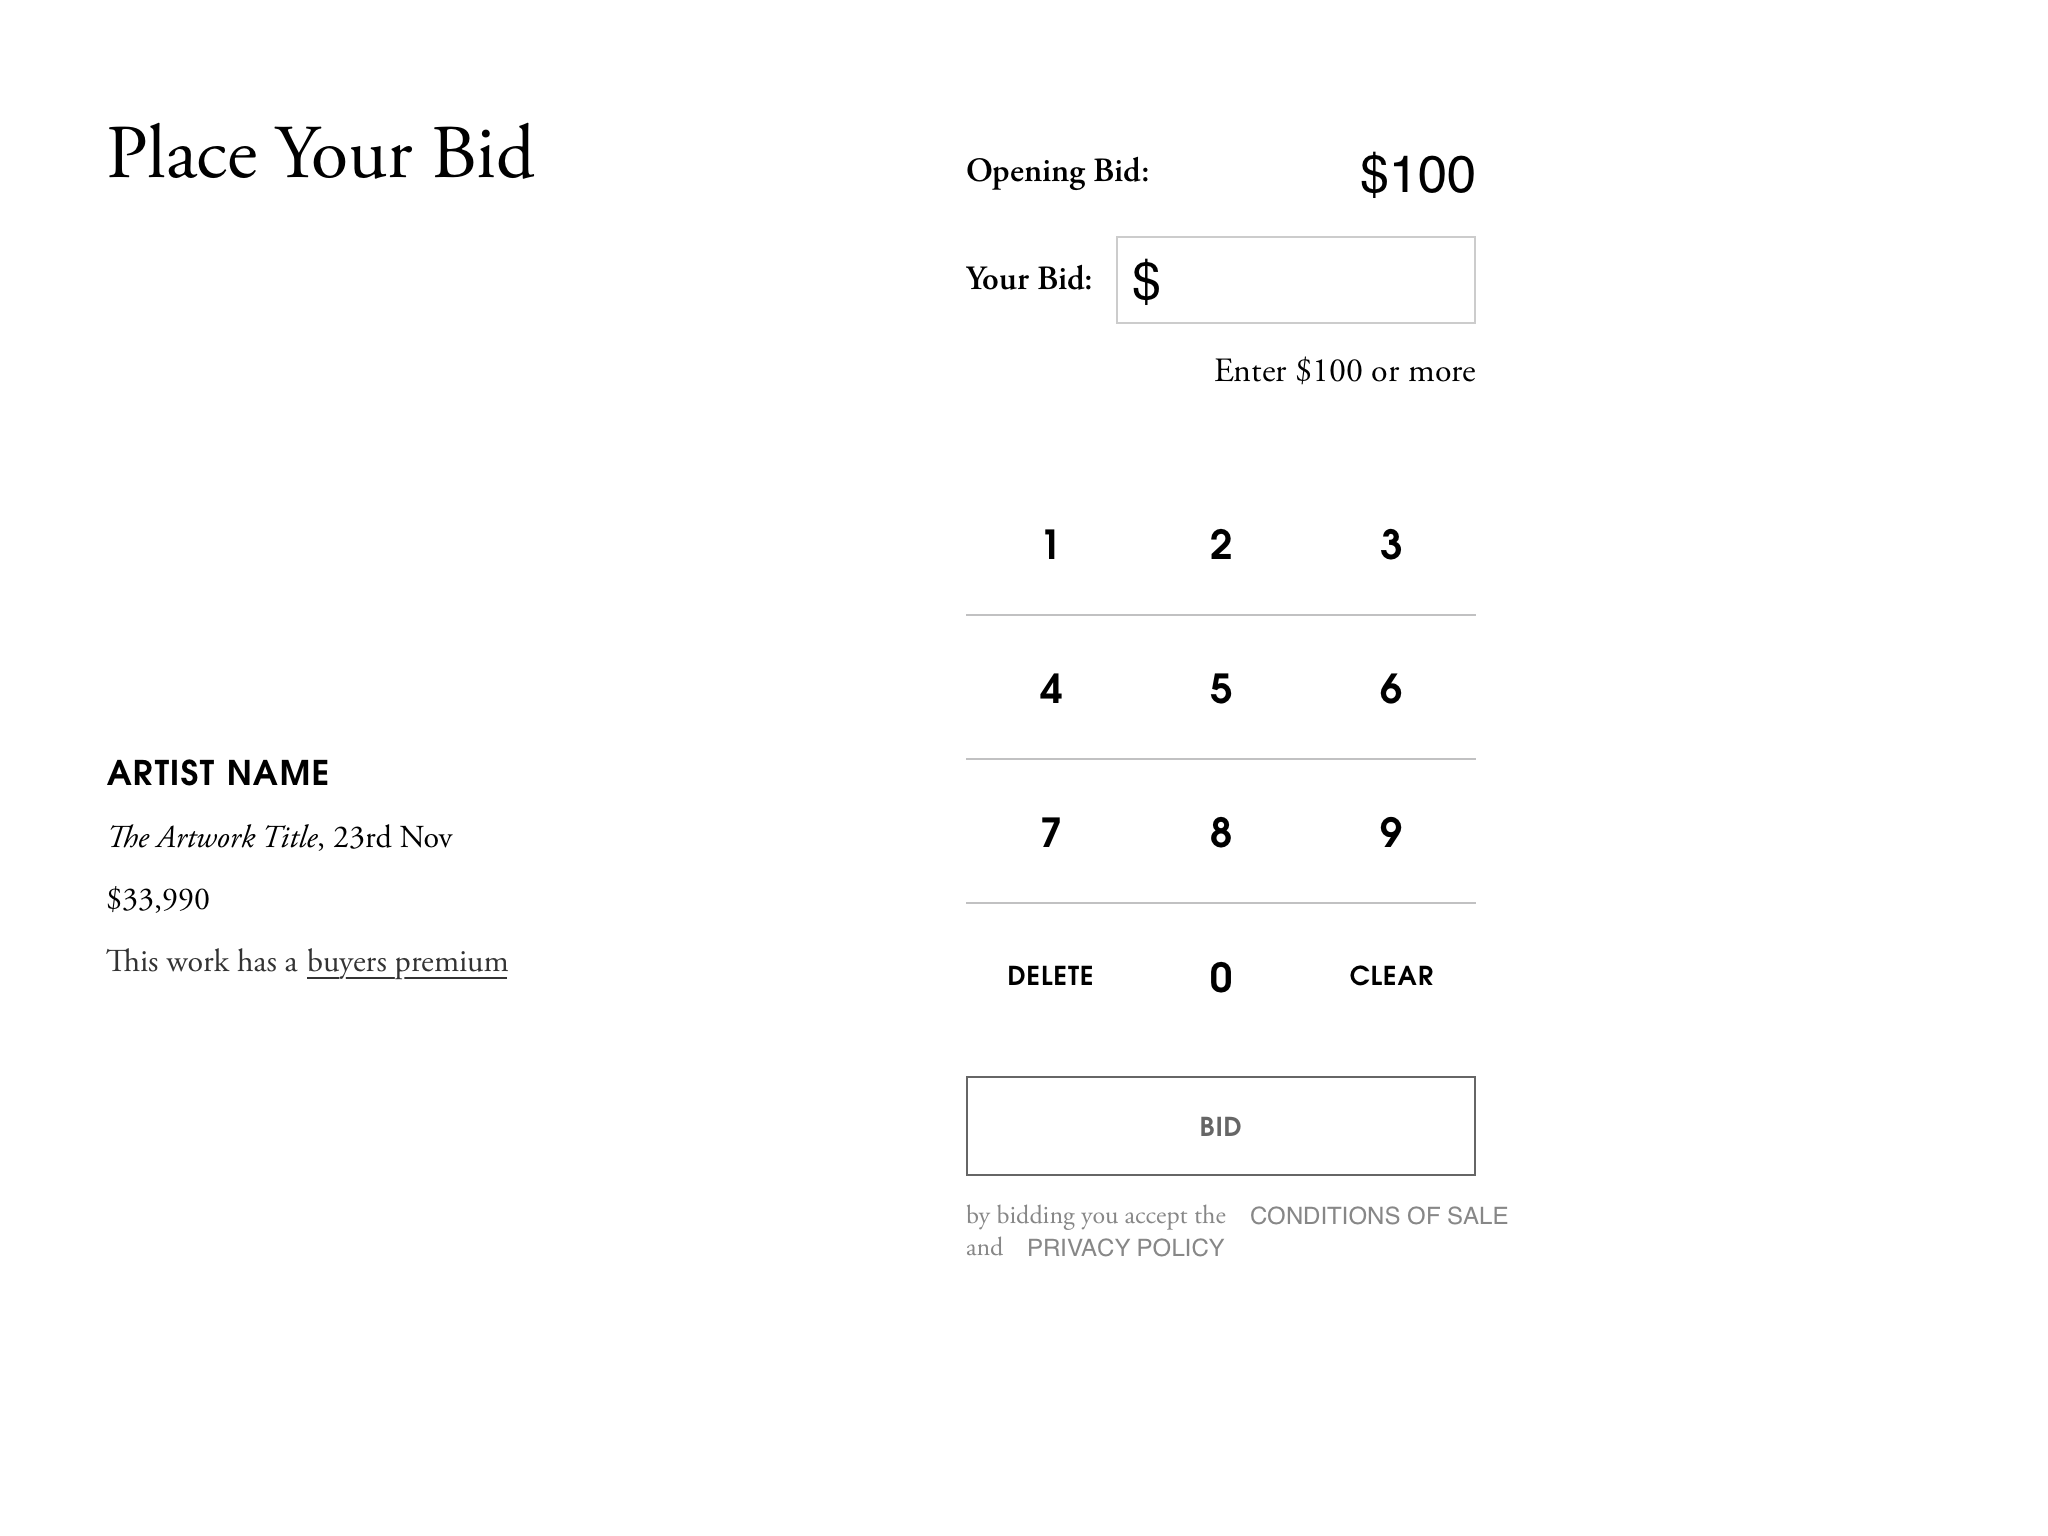 Place Your Bid
Opening Bid: $100
Your Bid: $
Enter $100 or more
1 2 3
4 5 6
7 8 9
DELETE 0 CLEAR
BID
by bidding you accept the CONDITIONS OF SALE
and PRIVACY POLICY
ARTIST NAME
The Artwork Title, 23rd Nov
$33,990
This work has a buyers premium